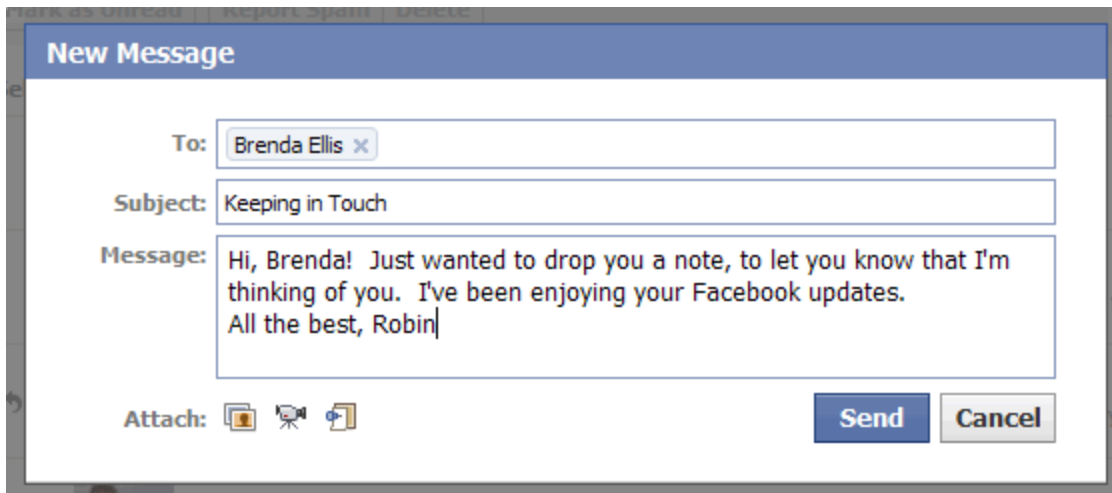 Mark as Unread Report Spam Delete
New Message
To: Brenda Ellis
Subject: Keeping in Touch
Message: Hi, Brenda!  Just wanted to drop you a note, to let you know that I'm
thinking of you.  I've been enjoying your Facebook updates.
All the best, Robin
Attach: Send Cancel